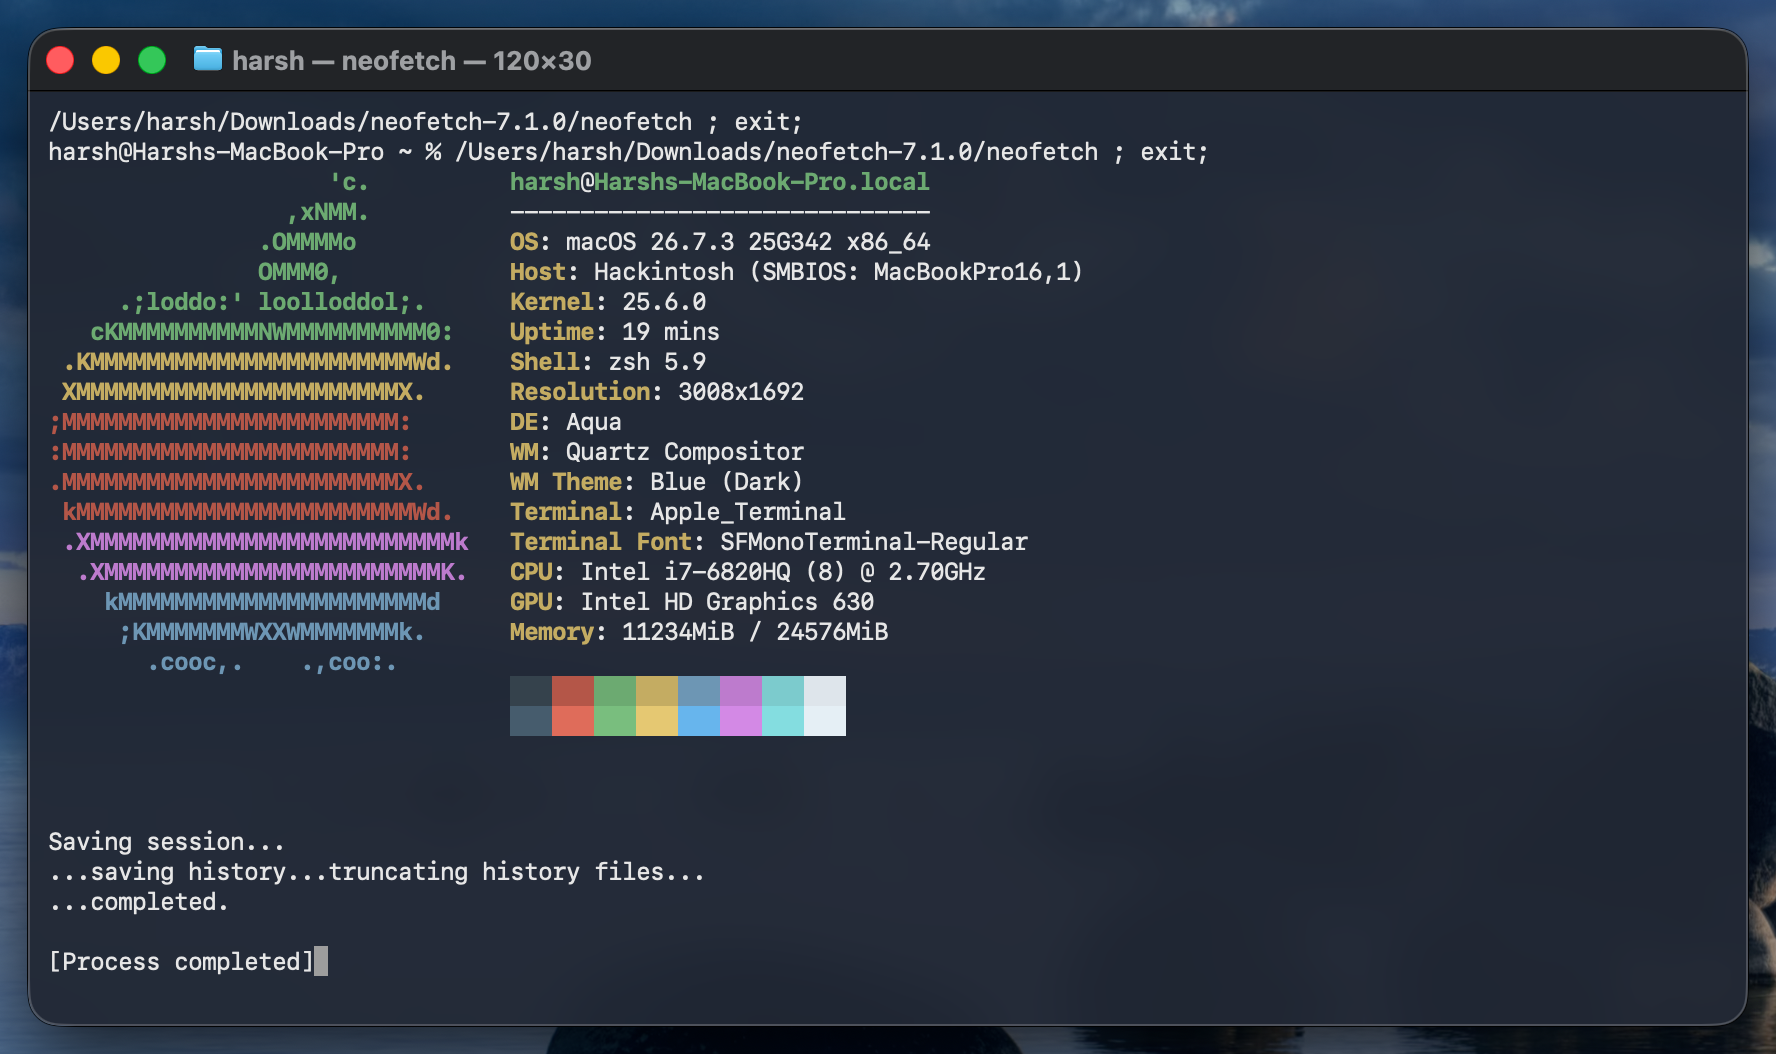 harsh — neofetch — 120×30
/Users/harsh/Downloads/neofetch-7.1.0/neofetch ; exit;
harsh@Harshs-MacBook-Pro ~ % /Users/harsh/Downloads/neofetch-7.1.0/neofetch ; exit;
                    'c.          harsh@Harshs-MacBook-Pro.local
                 ,xNMM.          ------------------------------
               .OMMMMo           OS: macOS 26.7.3 25G342 x86_64
               OMMM0,            Host: Hackintosh (SMBIOS: MacBookPro16,1)
     .;loddo:' loolloddol;.      Kernel: 25.6.0
   cKMMMMMMMMMMNWMMMMMMMMMM0:    Uptime: 19 mins
 .KMMMMMMMMMMMMMMMMMMMMMMMWd.    Shell: zsh 5.9
 XMMMMMMMMMMMMMMMMMMMMMMMX.      Resolution: 3008x1692
;MMMMMMMMMMMMMMMMMMMMMMMM:       DE: Aqua
:MMMMMMMMMMMMMMMMMMMMMMMM:       WM: Quartz Compositor
.MMMMMMMMMMMMMMMMMMMMMMMMX.      WM Theme: Blue (Dark)
 kMMMMMMMMMMMMMMMMMMMMMMMMWd.    Terminal: Apple_Terminal
 .XMMMMMMMMMMMMMMMMMMMMMMMMMMk   Terminal Font: SFMonoTerminal-Regular
  .XMMMMMMMMMMMMMMMMMMMMMMMMK.   CPU: Intel i7-6820HQ (8) @ 2.70GHz
    kMMMMMMMMMMMMMMMMMMMMMMd     GPU: Intel HD Graphics 630
     ;KMMMMMMMWXXWMMMMMMMk.      Memory: 11234MiB / 24576MiB
       .cooc,.    .,coo:.
Saving session...
...saving history...truncating history files...
...completed.
[Process completed]